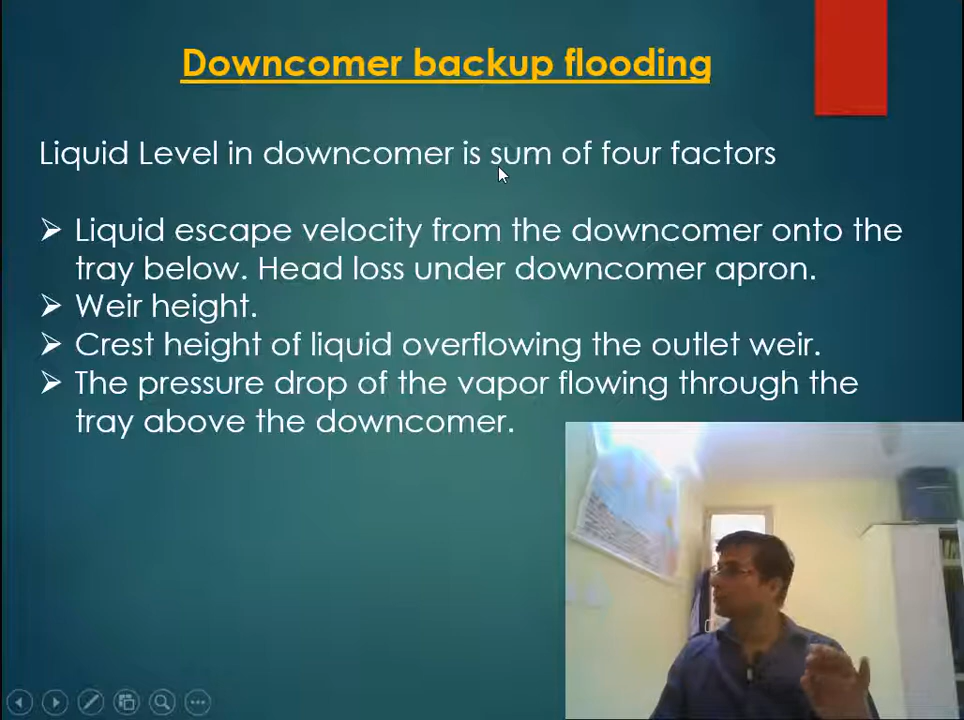 Downcomer backup flooding
Liquid Level in downcomer is sum of four factors
➢ Liquid escape velocity from the downcomer onto the
tray below. Head loss under downcomer apron.
➢ Weir height.
➢ Crest height of liquid overflowing the outlet weir.
➢ The pressure drop of the vapor flowing through the
tray above the downcomer.